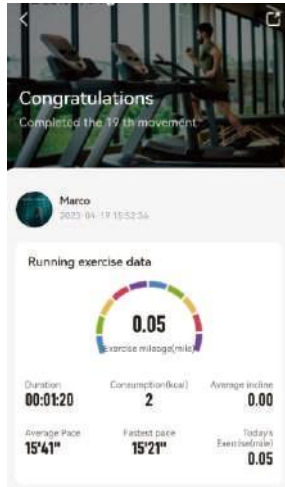 Congratulations
Completed the 19 th movement
Marco
2023-04-19 15:52:34
Running exercise data
0.05
Exercise mileage(mile)
Duration
Consumption(kcal)
Average incline
00:01:20
2
0.00
Average Pace
Fastest pace
Today's
Exercise(mile)
15'41"
15'21"
0.05